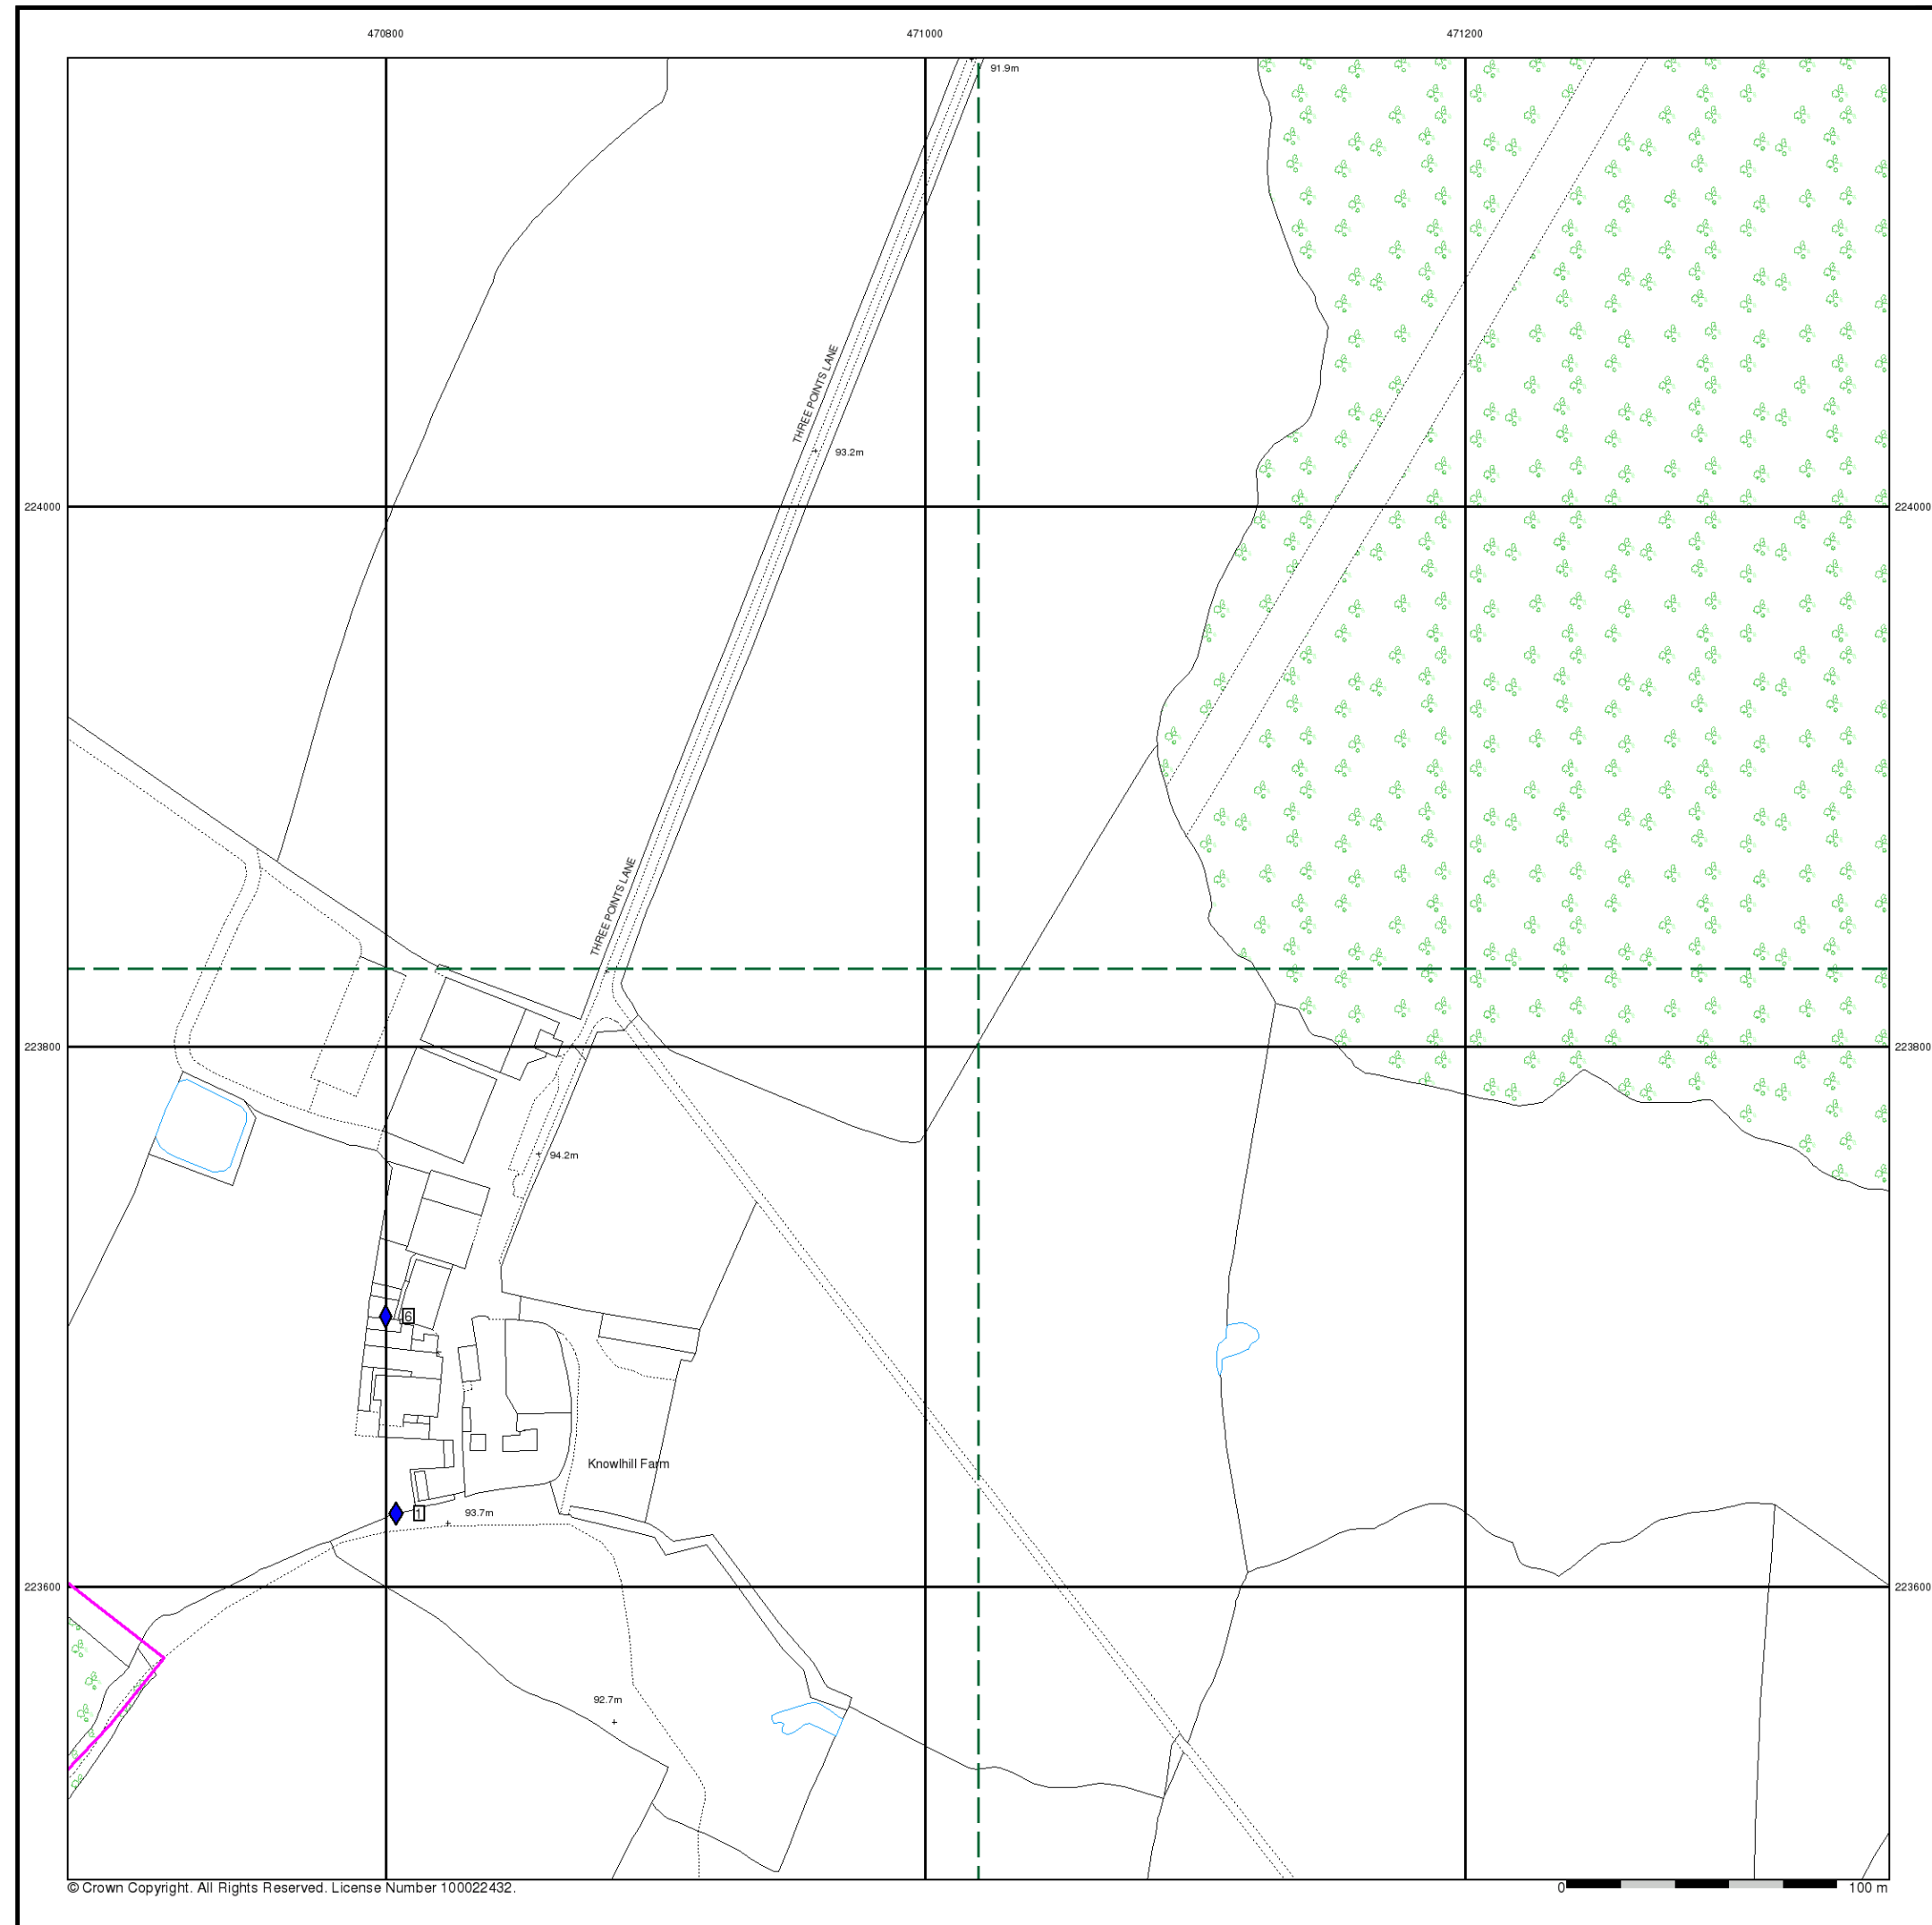 470800 471000 471200
91.9m
THREE POINTS LANE
93.2m
224000 224000
THREE POINTS LANE
223800 223800
94.2m
6
Knowlhill Farm
1
93.7m
223600 223600
92.7m
© Crown Copyright. All Rights Reserved. License Number 100022432.
0 100 m